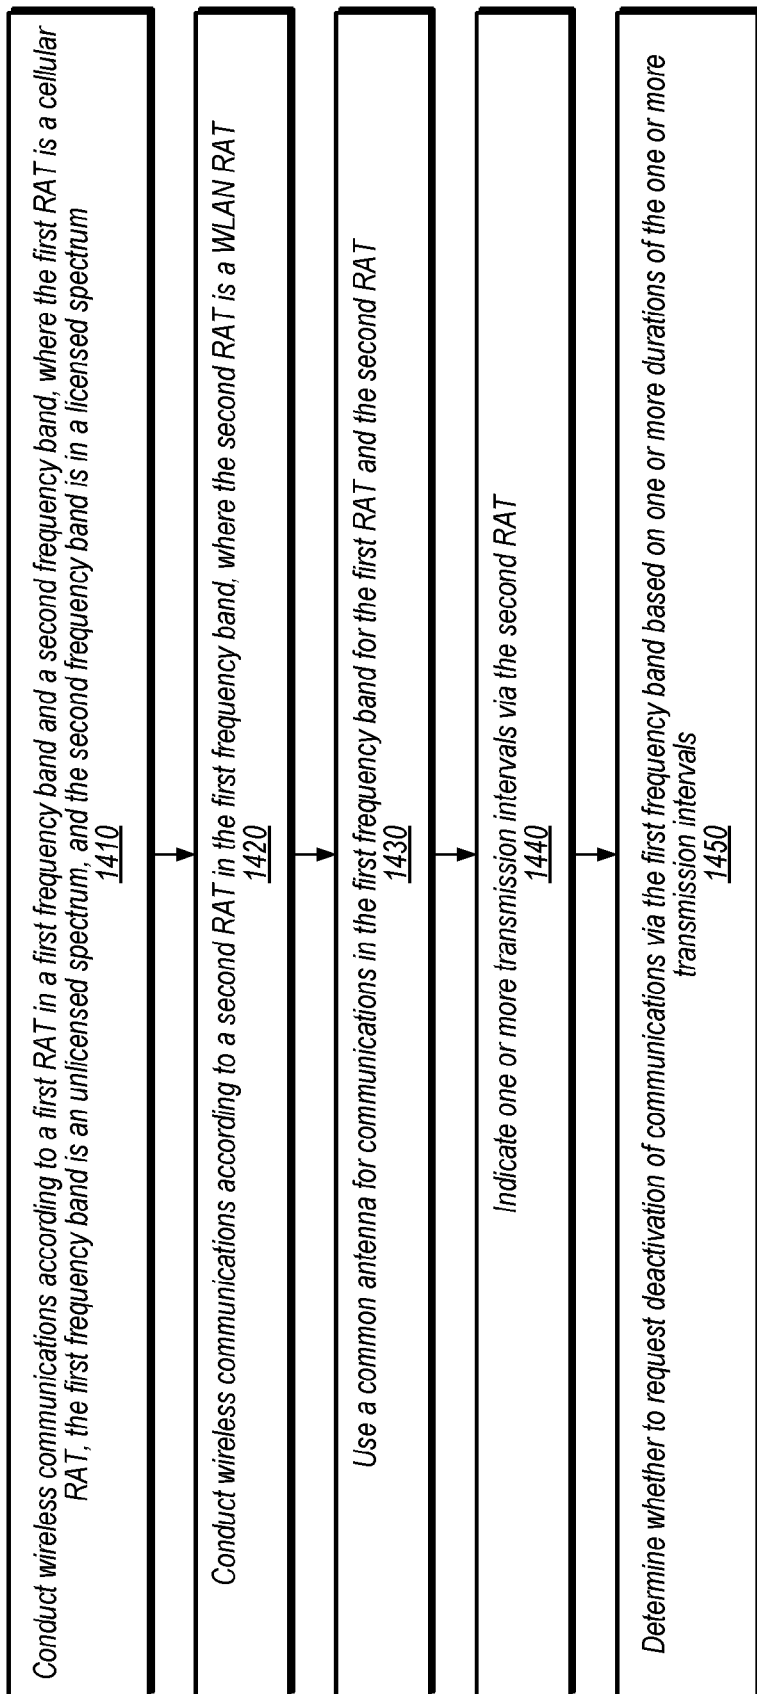 Conduct wireless communications according to a first RAT in a first frequency band and a second frequency band, where the first RAT is a cellular
RAT, the first frequency band is an unlicensed spectrum, and the second frequency band is in a licensed spectrum
1410
Conduct wireless communications according to a second RAT in the first frequency band, where the second RAT is a WLAN RAT
1420
Use a common antenna for communications in the first frequency band for the first RAT and the second RAT
1430
Indicate one or more transmission intervals via the second RAT
1440
Determine whether to request deactivation of communications via the first frequency band based on one or more durations of the one or more
transmission intervals
1450